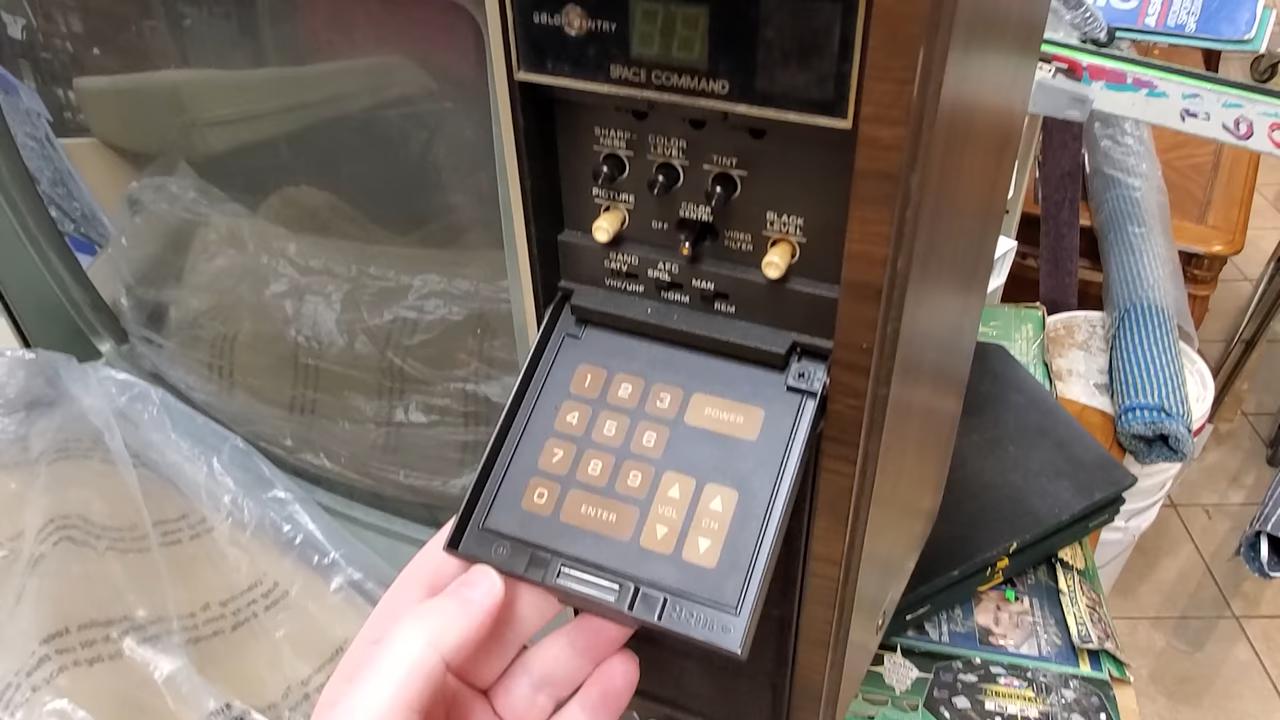 COLOR SENTRY
88
SPACE COMMAND
SHARP-
NESS
COLOR
LEVEL
TINT
PICTURE
COLOR
SENTRY
OFF
VIDEO
FILTER
BLACK
LEVEL
BAND
CATV
VHF/UHF
AFC
SPCL
NORM
MAN
REM
1 2 3 POWER
4 5 6
7 8 9
0 ENTER VOL CH